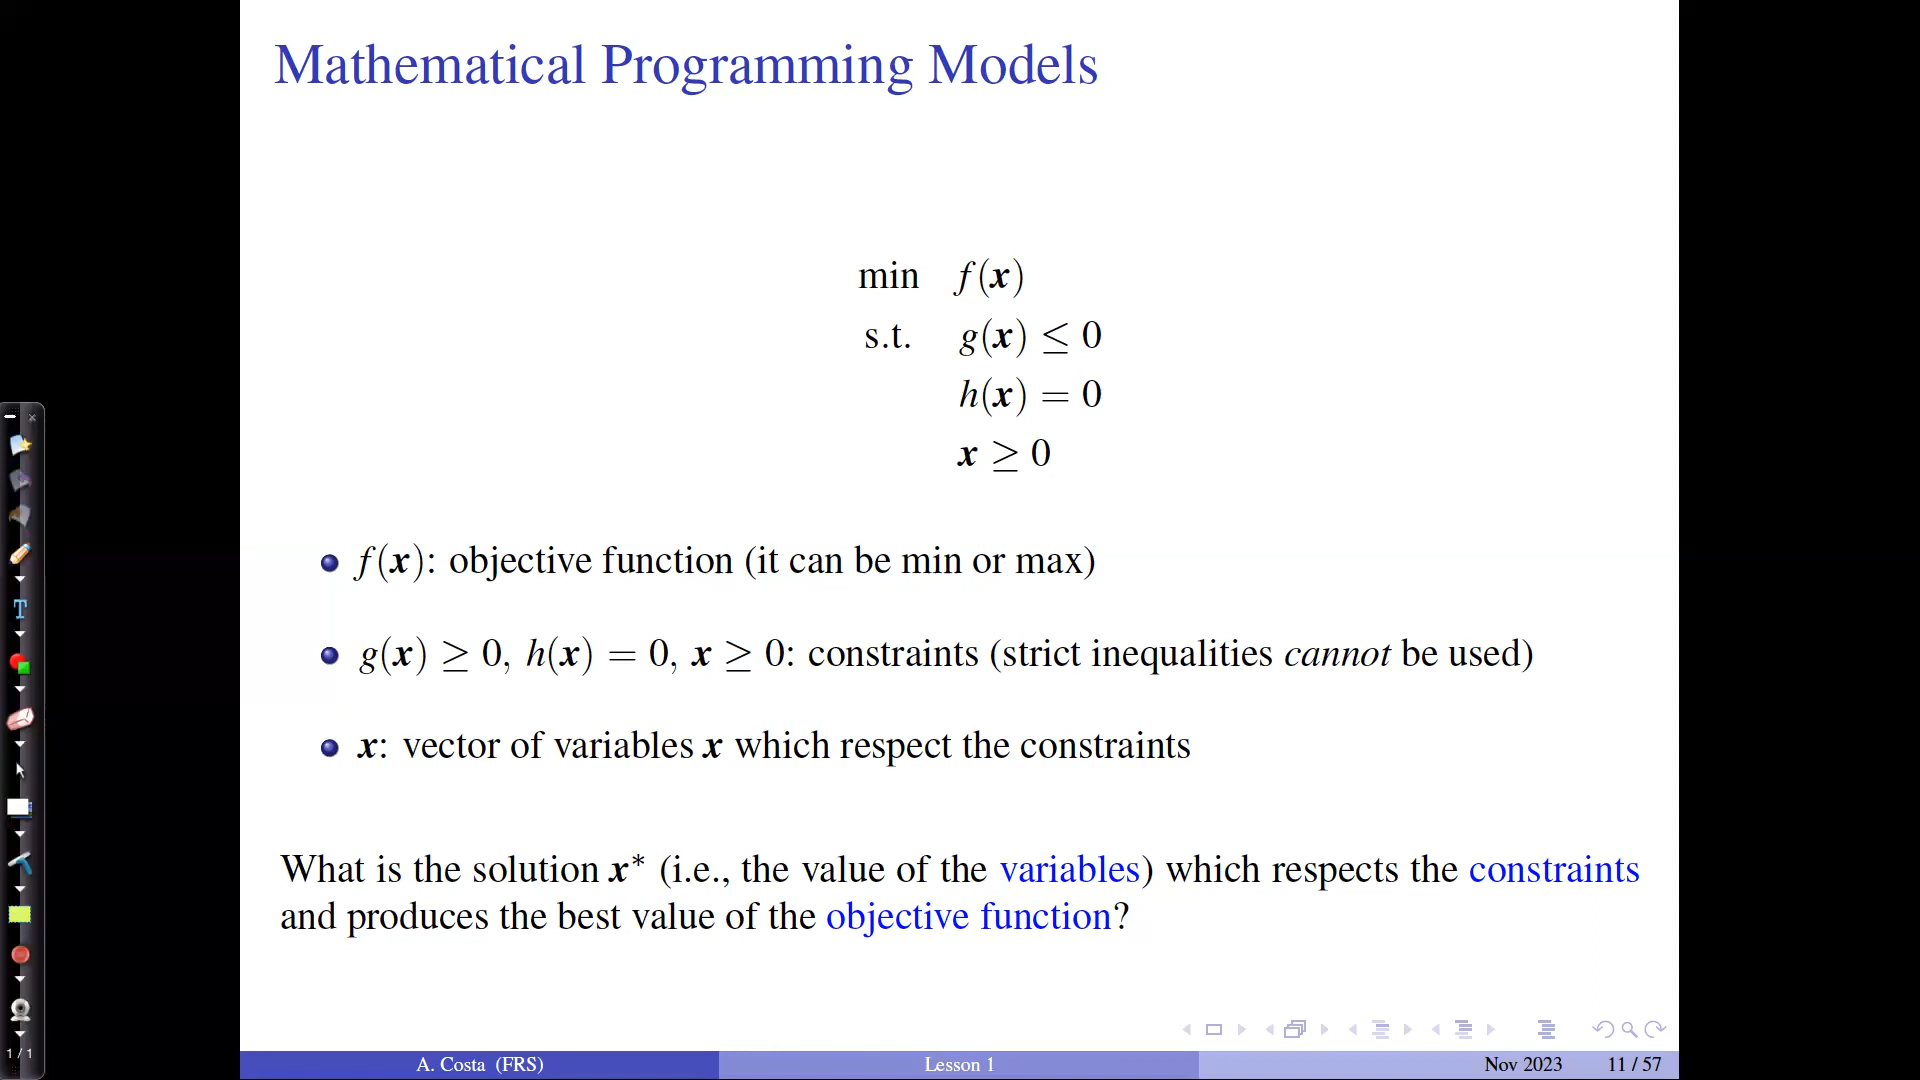 Mathematical Programming Models
min f(x)
s.t. g(x) ≤ 0
h(x) = 0
x ≥ 0
f(x): objective function (it can be min or max)
g(x) ≥ 0, h(x) = 0, x ≥ 0: constraints (strict inequalities cannot be used)
x: vector of variables x which respect the constraints
What is the solution x* (i.e., the value of the variables) which respects the constraints
and produces the best value of the objective function?
A. Costa (FRS) Lesson 1 Nov 2023 11 / 57
T
1 / 1